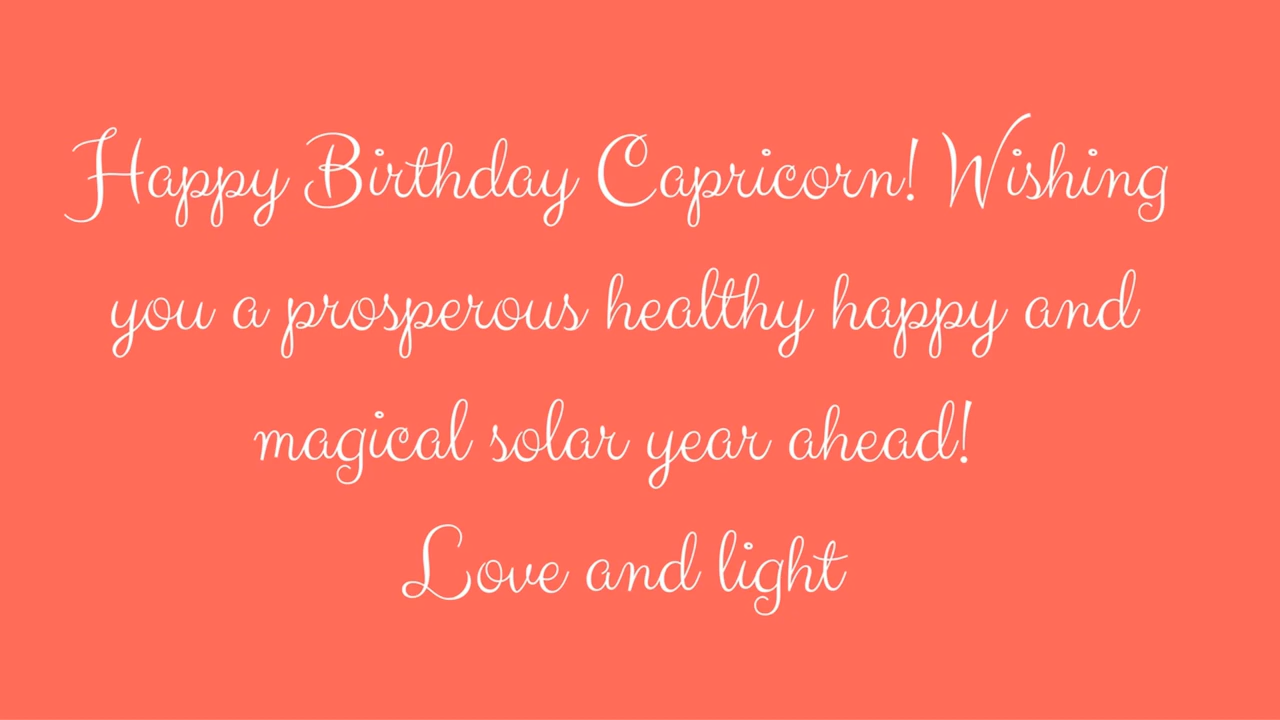 Happy Birthday Capricorn! Wishing
you a prosperous healthy happy and
magical solar year ahead!
Love and light